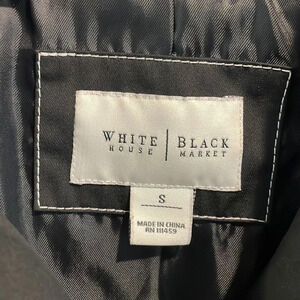 WHITE | BLACK
HOUSE | MARKET
S
MADE IN CHINA
RN 111459